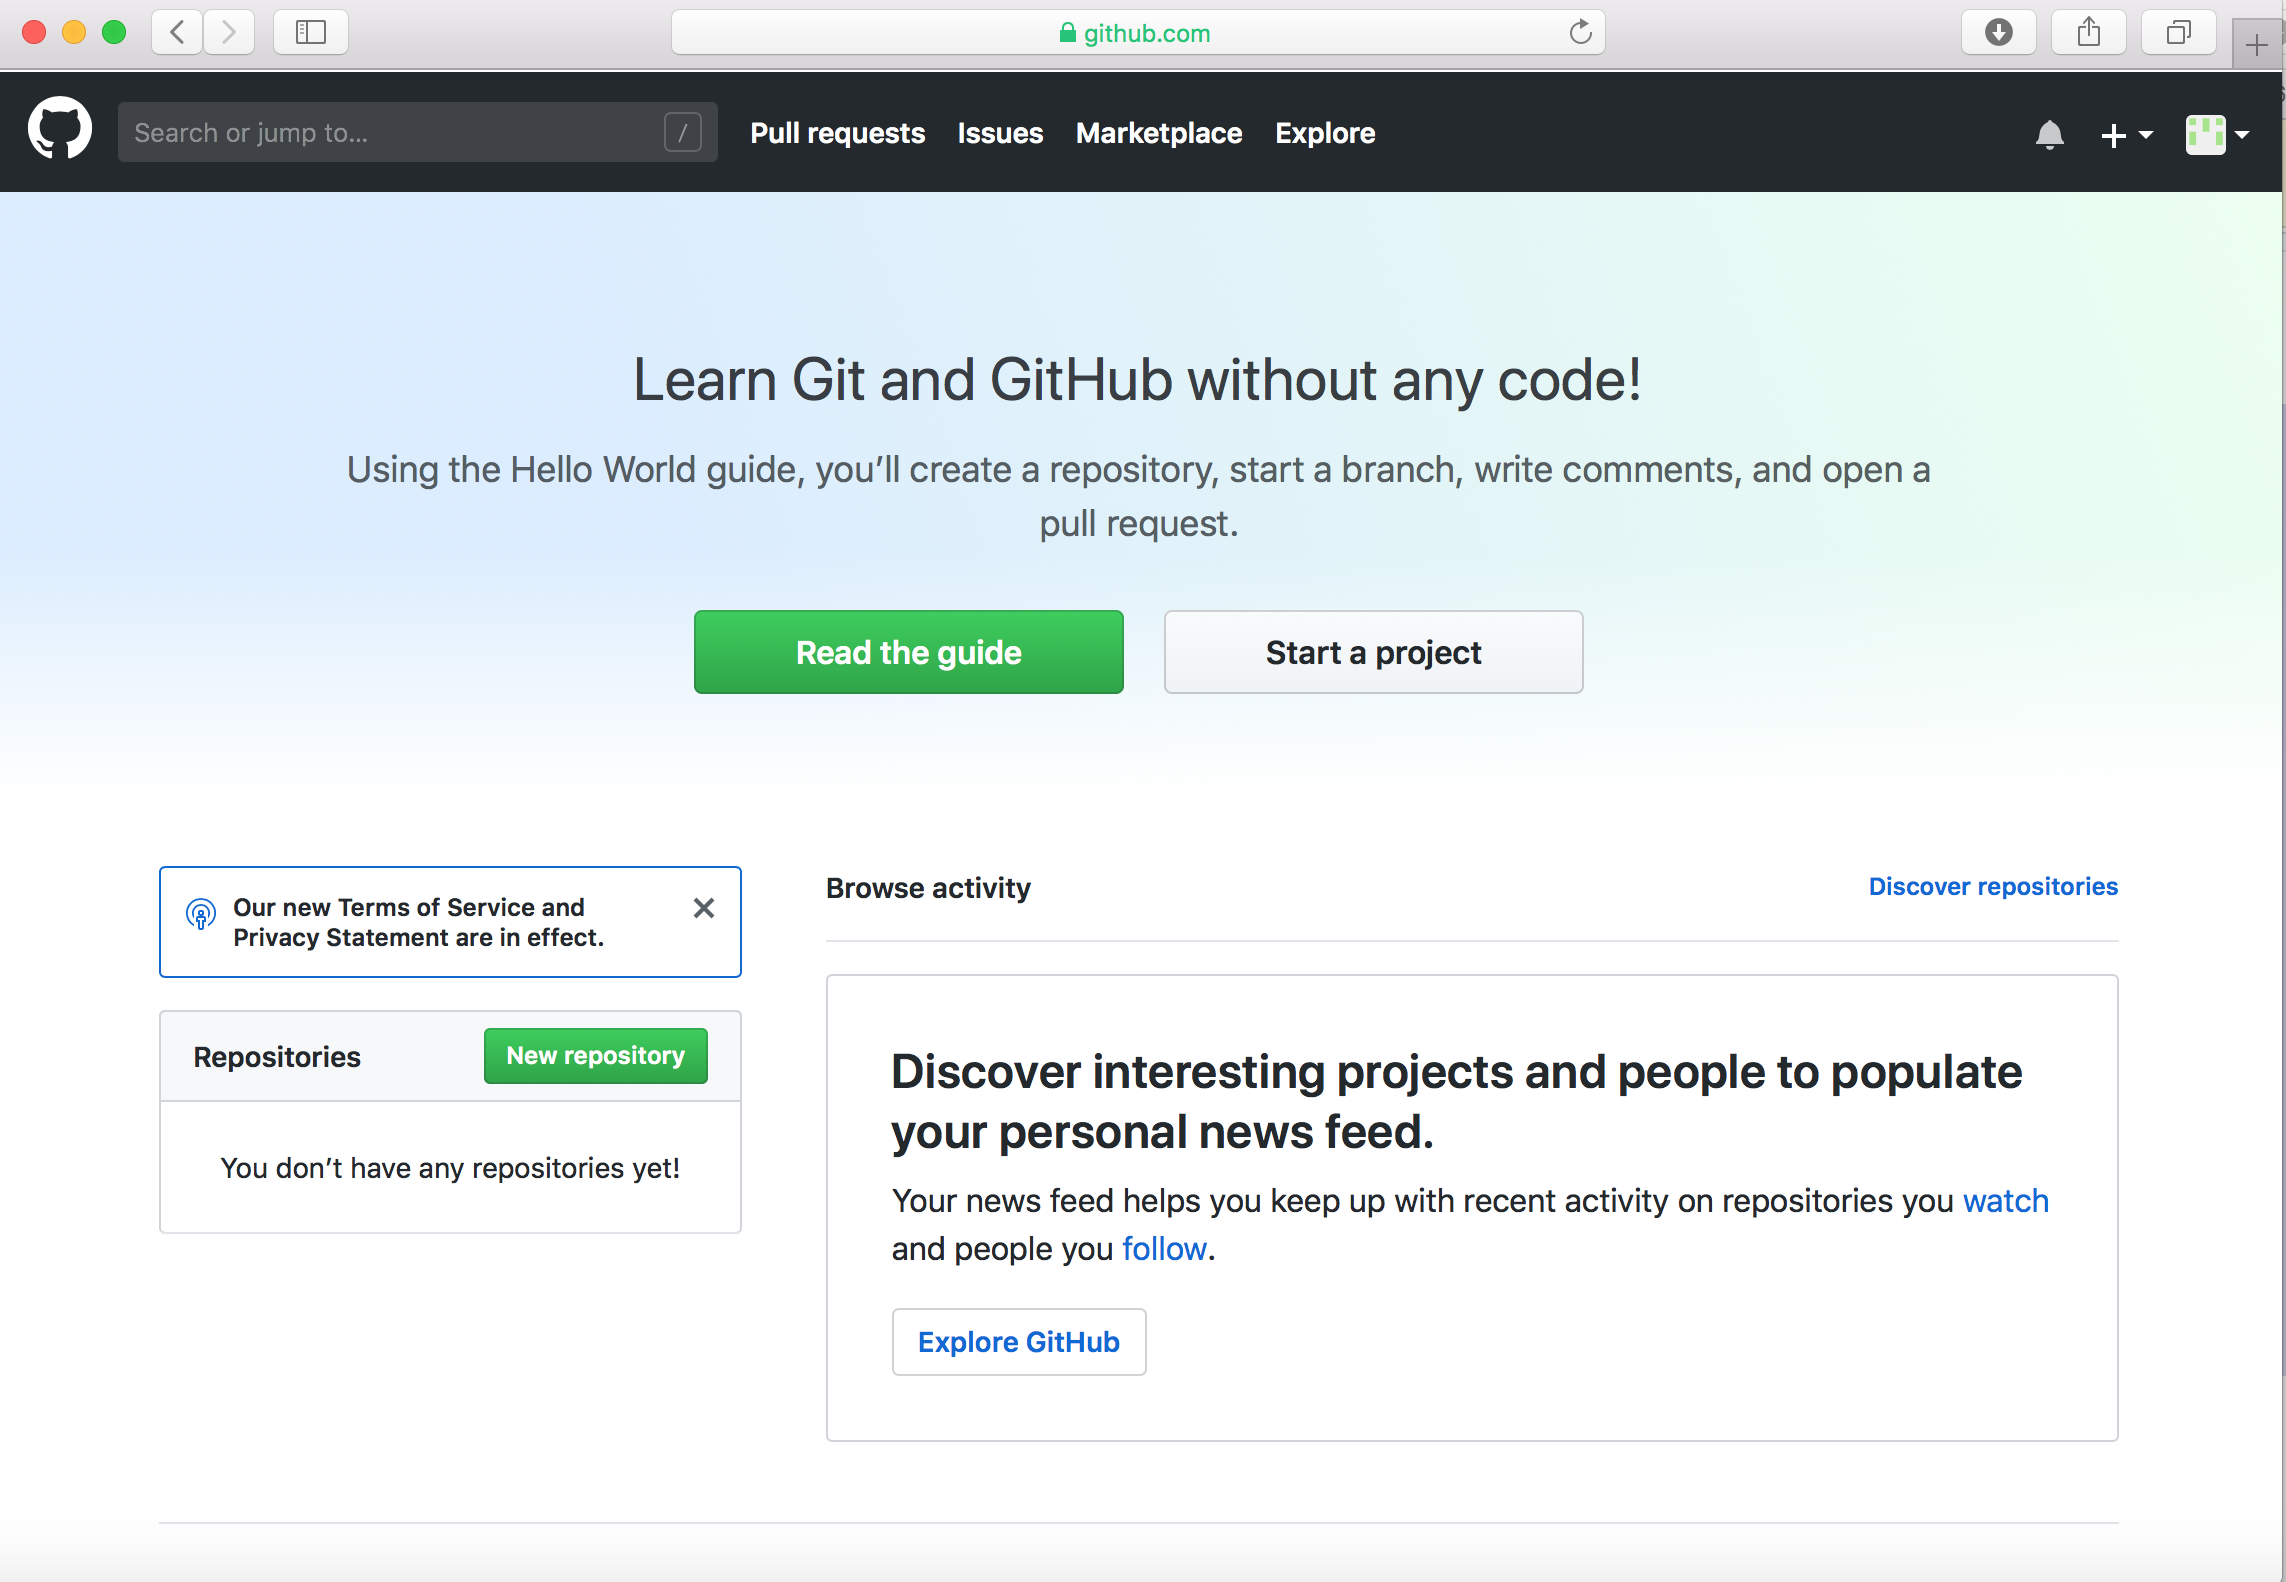 github.com
Search or jump to...
/
Pull requests
Issues
Marketplace
Explore
Learn Git and GitHub without any code!
Using the Hello World guide, you’ll create a repository, start a branch, write comments, and open a
pull request.
Read the guide
Start a project
Our new Terms of Service and
Privacy Statement are in effect.
Repositories
New repository
You don’t have any repositories yet!
Browse activity
Discover repositories
Discover interesting projects and people to populate
your personal news feed.
Your news feed helps you keep up with recent activity on repositories you watch
and people you follow.
Explore GitHub